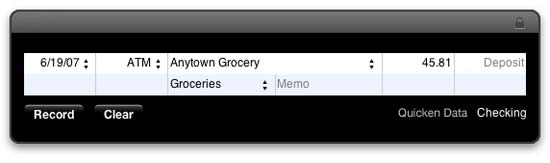 6/19/07 ATM Anytown Grocery 45.81 Deposit
Groceries Memo
Record Clear Quicken Data Checking